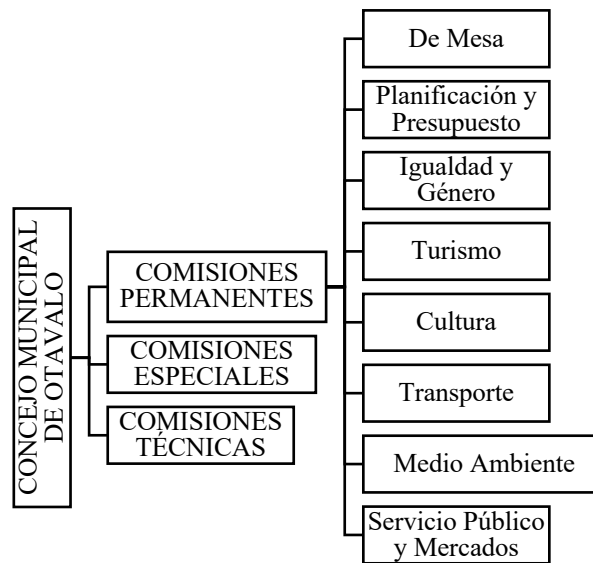 CONCEJO MUNICIPAL
DE OTAVALO
COMISIONES
PERMANENTES
COMISIONES
ESPECIALES
COMISIONES
TÉCNICAS
De Mesa
Planificación y
Presupuesto
Igualdad y
Género
Turismo
Cultura
Transporte
Medio Ambiente
Servicio Público
y Mercados